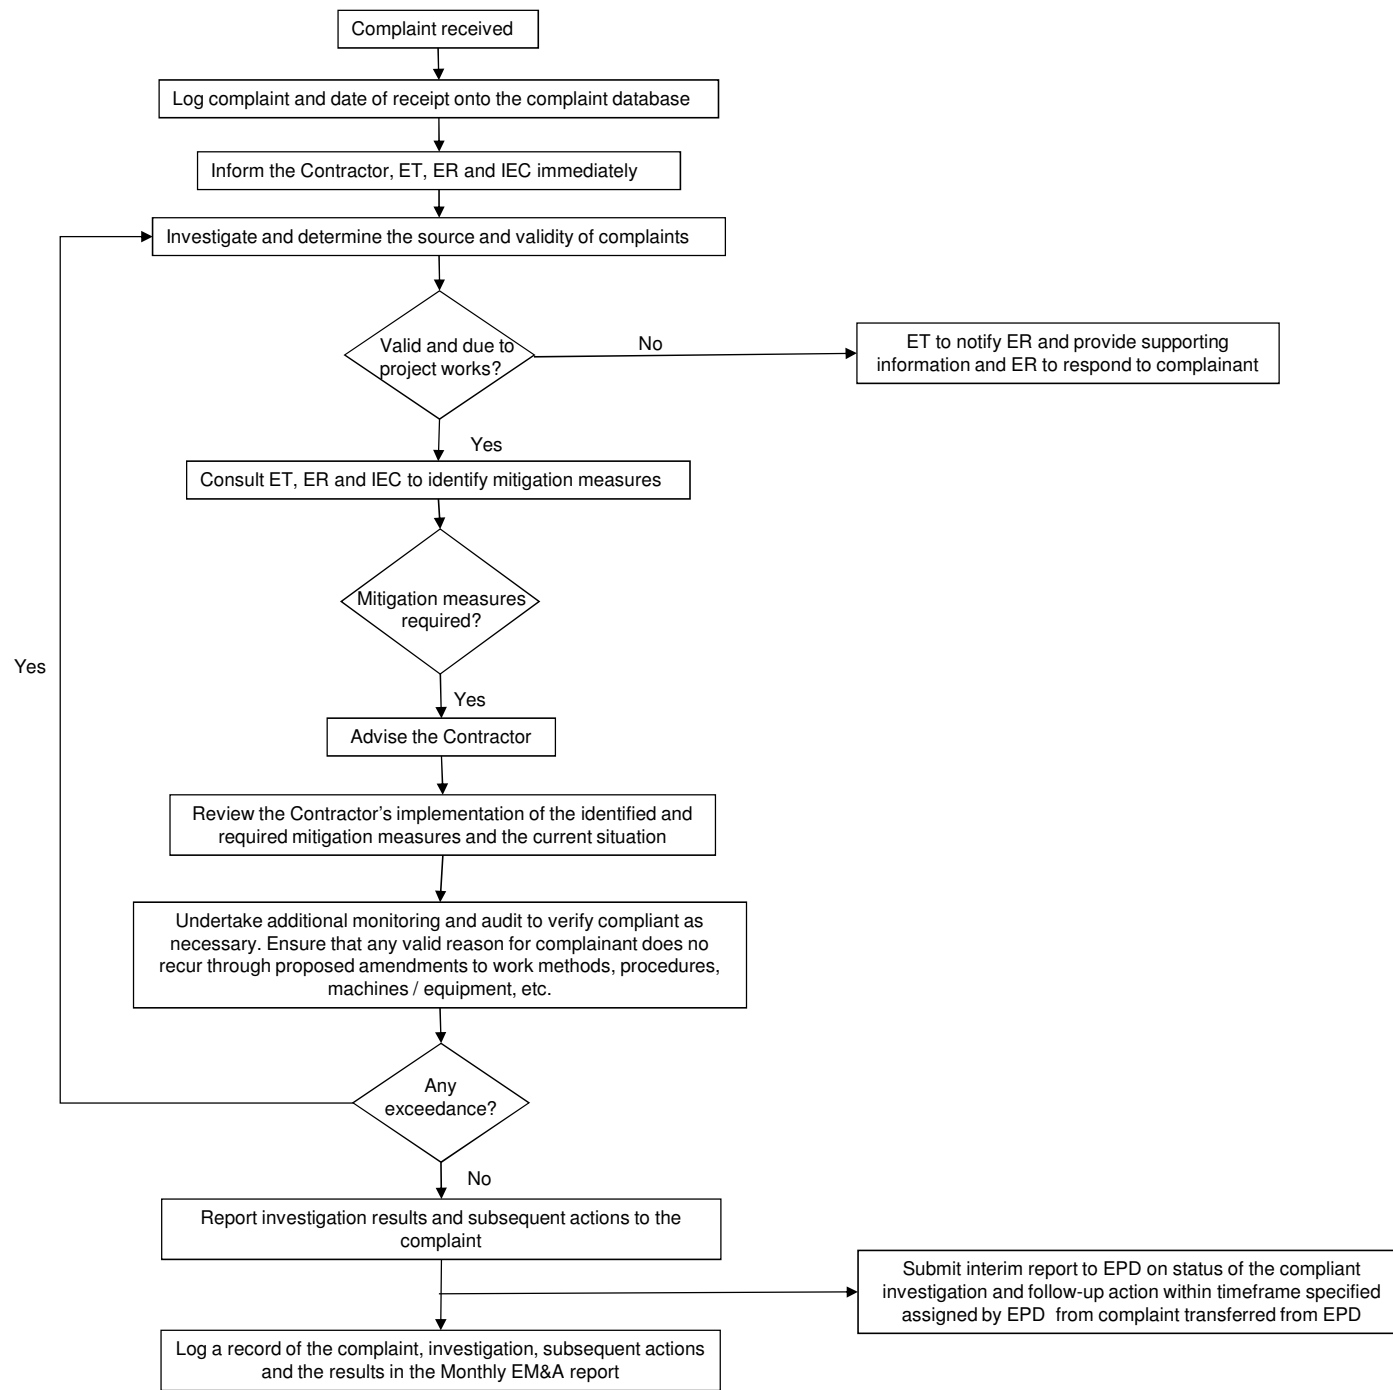 Complaint received
Log complaint and date of receipt onto the complaint database
Inform the Contractor, ET, ER and IEC immediately
Investigate and determine the source and validity of complaints
Valid and due to
project works?
No
ET to notify ER and provide supporting
information and ER to respond to complainant
Yes
Consult ET, ER and IEC to identify mitigation measures
Mitigation measures
required?
Yes
Yes
Advise the Contractor
Review the Contractor’s implementation of the identified and
required mitigation measures and the current situation
Undertake additional monitoring and audit to verify compliant as
necessary. Ensure that any valid reason for complainant does no
recur through proposed amendments to work methods, procedures,
machines / equipment, etc.
Any
exceedance?
No
Report investigation results and subsequent actions to the
complaint
Submit interim report to EPD on status of the compliant
investigation and follow-up action within timeframe specified
assigned by EPD from complaint transferred from EPD
Log a record of the complaint, investigation, subsequent actions
and the results in the Monthly EM&A report